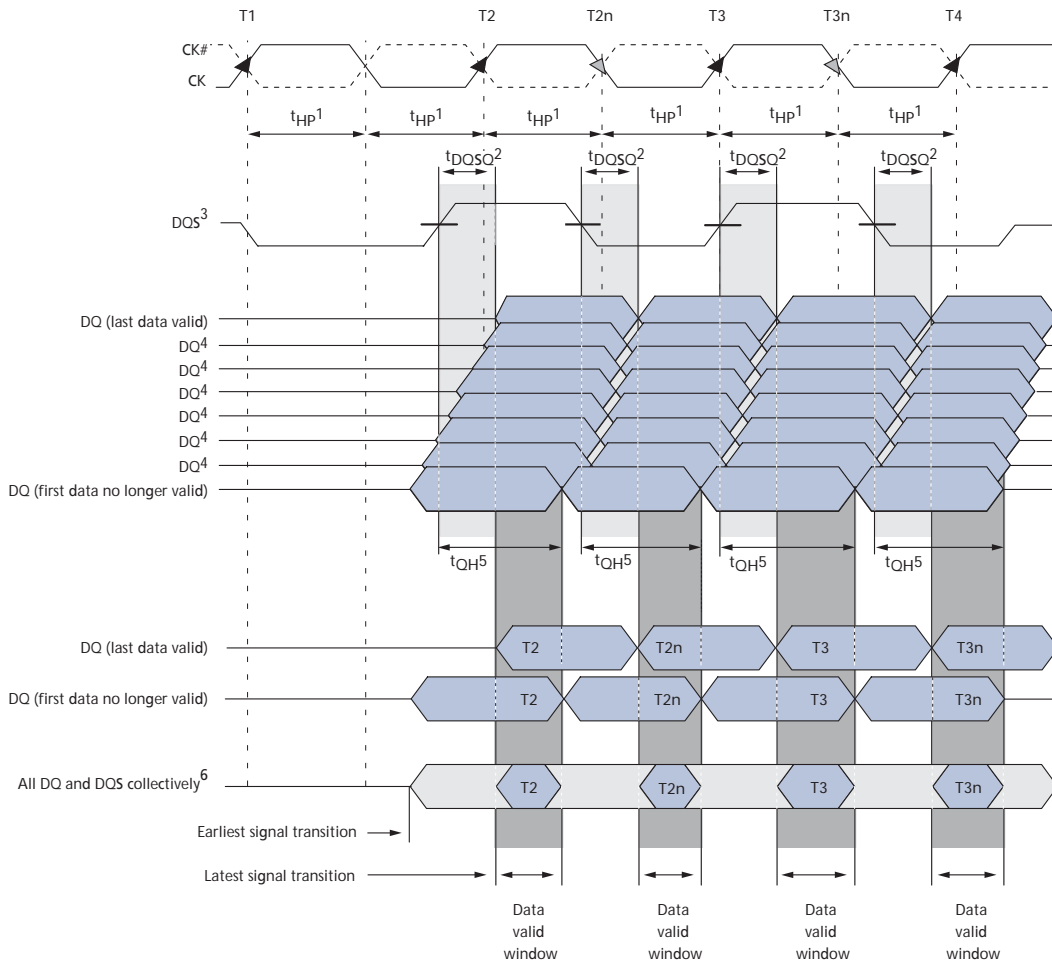 T1 T2 T2n T3 T3n T4
CK#
CK
tHP1 tHP1 tHP1 tHP1 tHP1 tHP1
tDQSQ2 tDQSQ2 tDQSQ2 tDQSQ2
DQS3
DQ (last data valid)
DQ4
DQ4
DQ4
DQ4
DQ4
DQ4
DQ (first data no longer valid)
tQH5 tQH5 tQH5 tQH5
DQ (last data valid) T2 T2n T3 T3n
DQ (first data no longer valid) T2 T2n T3 T3n
All DQ and DQS collectively6 T2 T2n T3 T3n
Earliest signal transition
Latest signal transition
Data Data Data Data
valid valid valid valid
window window window window